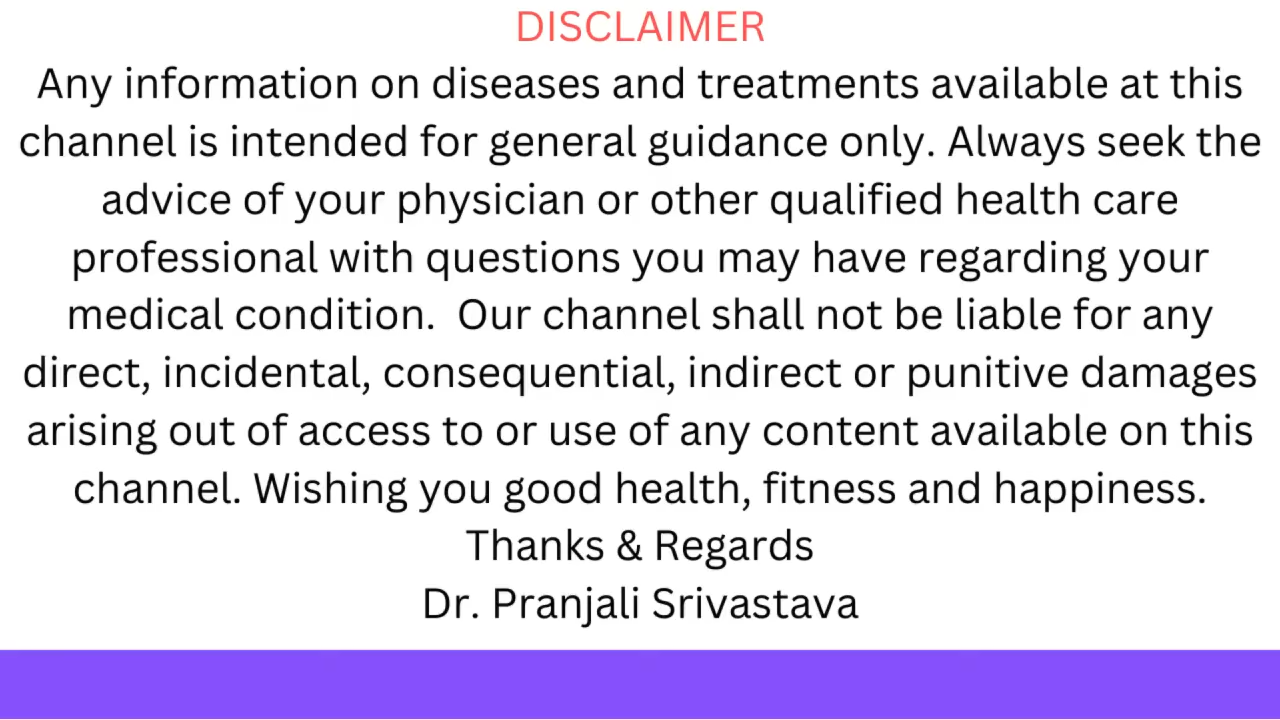 DISCLAIMER
Any information on diseases and treatments available at this
channel is intended for general guidance only. Always seek the
advice of your physician or other qualified health care
professional with questions you may have regarding your
medical condition.  Our channel shall not be liable for any
direct, incidental, consequential, indirect or punitive damages
arising out of access to or use of any content available on this
channel. Wishing you good health, fitness and happiness.
Thanks & Regards
Dr. Pranjali Srivastava